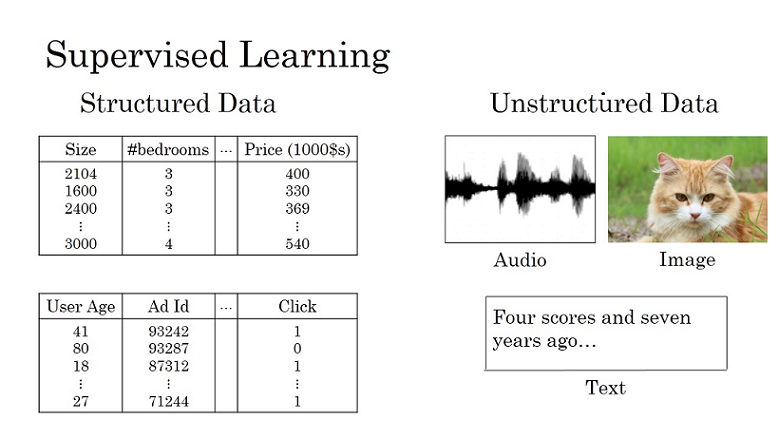 Supervised Learning
Structured Data
Size #bedrooms ... Price (1000$s)
2104 3 400
1600 3 330
2400 3 369
⋮ ⋮ ⋮
3000 4 540
User Age Ad Id ... Click
41 93242 1
80 93287 0
18 87312 1
⋮ ⋮ ⋮
27 71244 1
Unstructured Data
Audio
Image
Four scores and seven
years ago...
Text